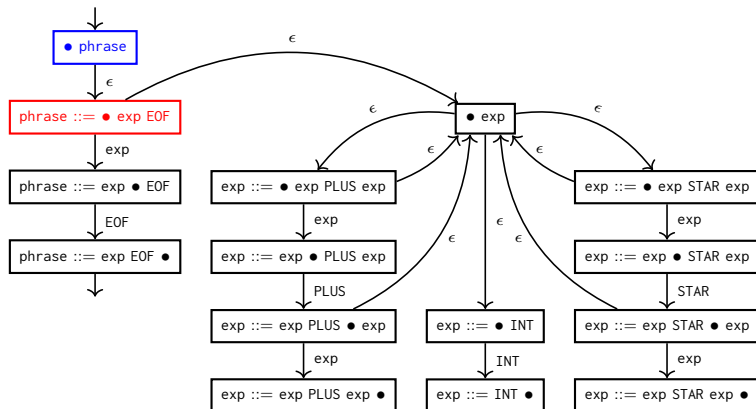 ● phrase
ϵ
ϵ
phrase ::= ● exp EOF
● exp
exp
ϵ
ϵ
ϵ
ϵ
phrase ::= exp ● EOF
exp ::= ● exp PLUS exp
exp ::= ● exp STAR exp
EOF
exp
exp
phrase ::= exp EOF ●
exp ::= exp ● PLUS exp
exp ::= exp ● STAR exp
ϵ
ϵ
ϵ
PLUS
STAR
exp ::= exp PLUS ● exp
exp ::= ● INT
exp ::= exp STAR ● exp
exp
INT
exp
exp ::= exp PLUS exp ●
exp ::= INT ●
exp ::= exp STAR exp ●